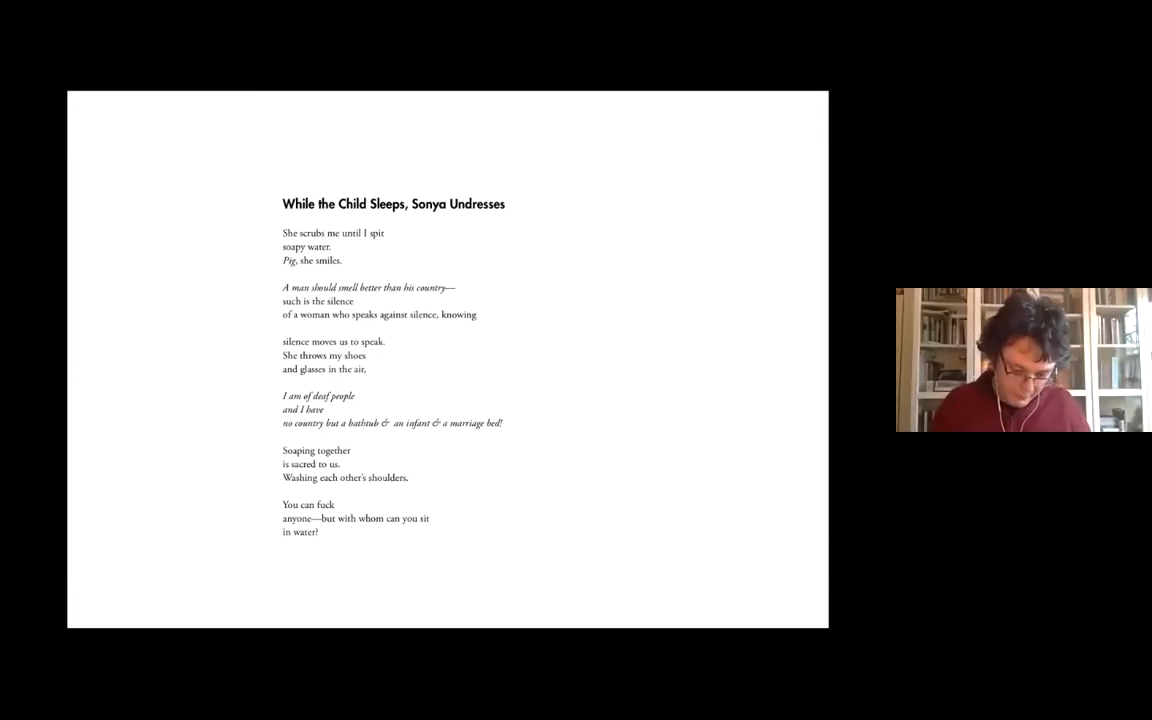 While the Child Sleeps, Sonya Undresses
She scrubs me until I spit
soapy water.
Pig, she smiles.
A man should smell better than his country—
such is the silence
of a woman who speaks against silence, knowing
silence moves us to speak.
She throws my shoes
and glasses in the air,
I am of deaf people
and I have
no country but a bathtub & an infant & a marriage bed!
Soaping together
is sacred to us.
Washing each other's shoulders.
You can fuck
anyone—but with whom can you sit
in water?